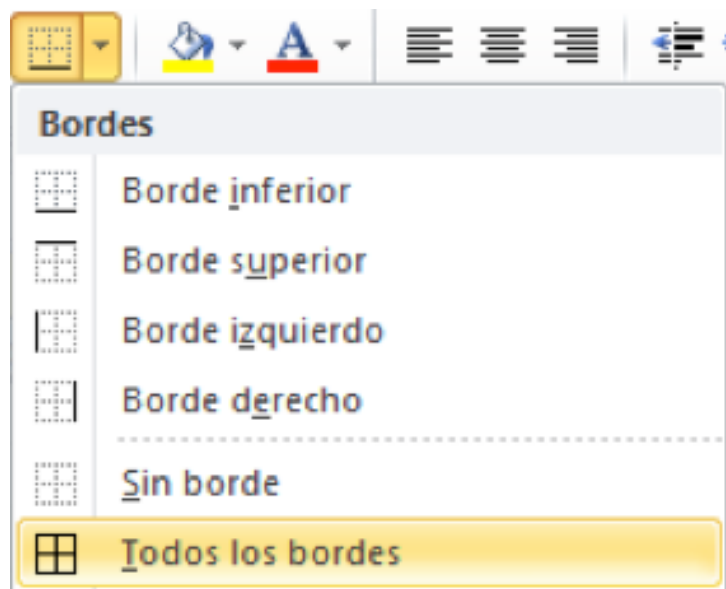 A
Bordes
Borde inferior
Borde superior
Borde izquierdo
Borde derecho
Sin borde
Todos los bordes